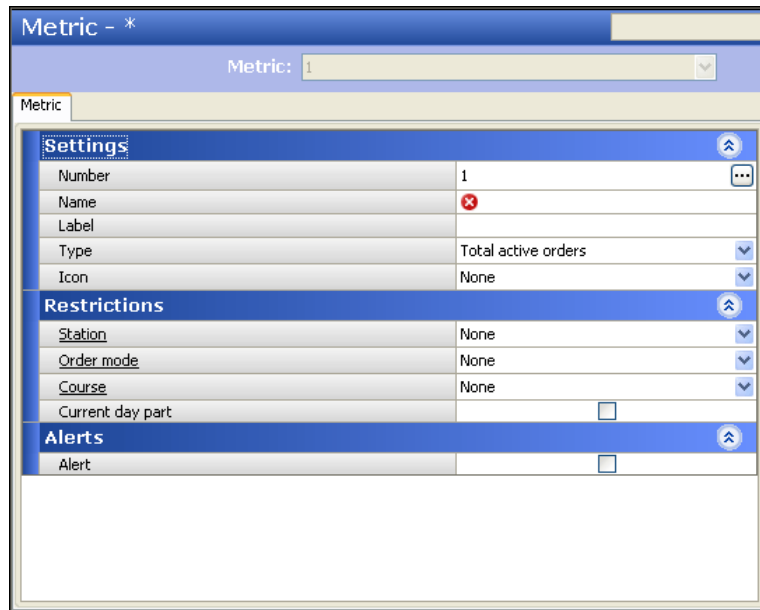 Metric - *
Metric: 1
Metric
Settings
Number 1 ...
Name
Label
Type Total active orders
Icon None
Restrictions
Station None
Order mode None
Course None
Current day part
Alerts
Alert